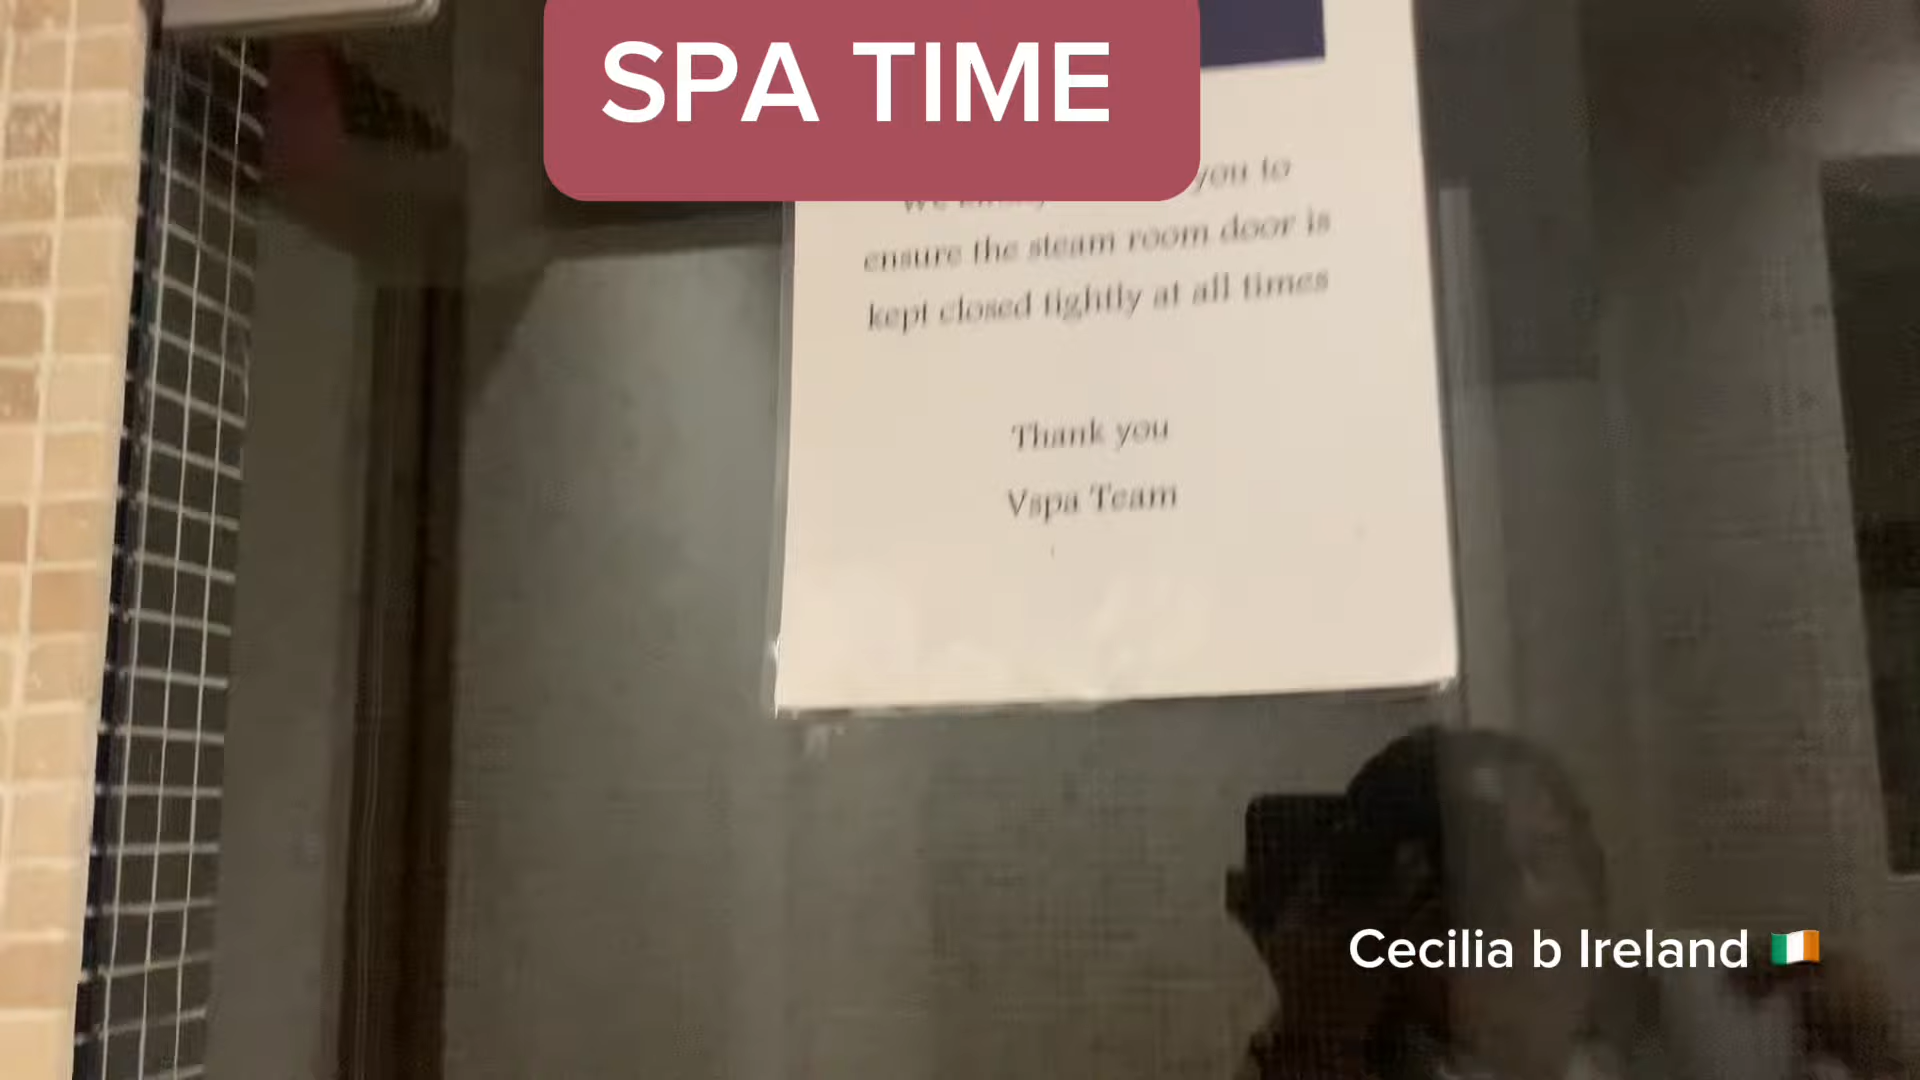 SPA TIME
you to
ensure the steam room door is
kept closed tightly at all times
Thank you
Vspa Team
Cecilia b Ireland 🇮🇪